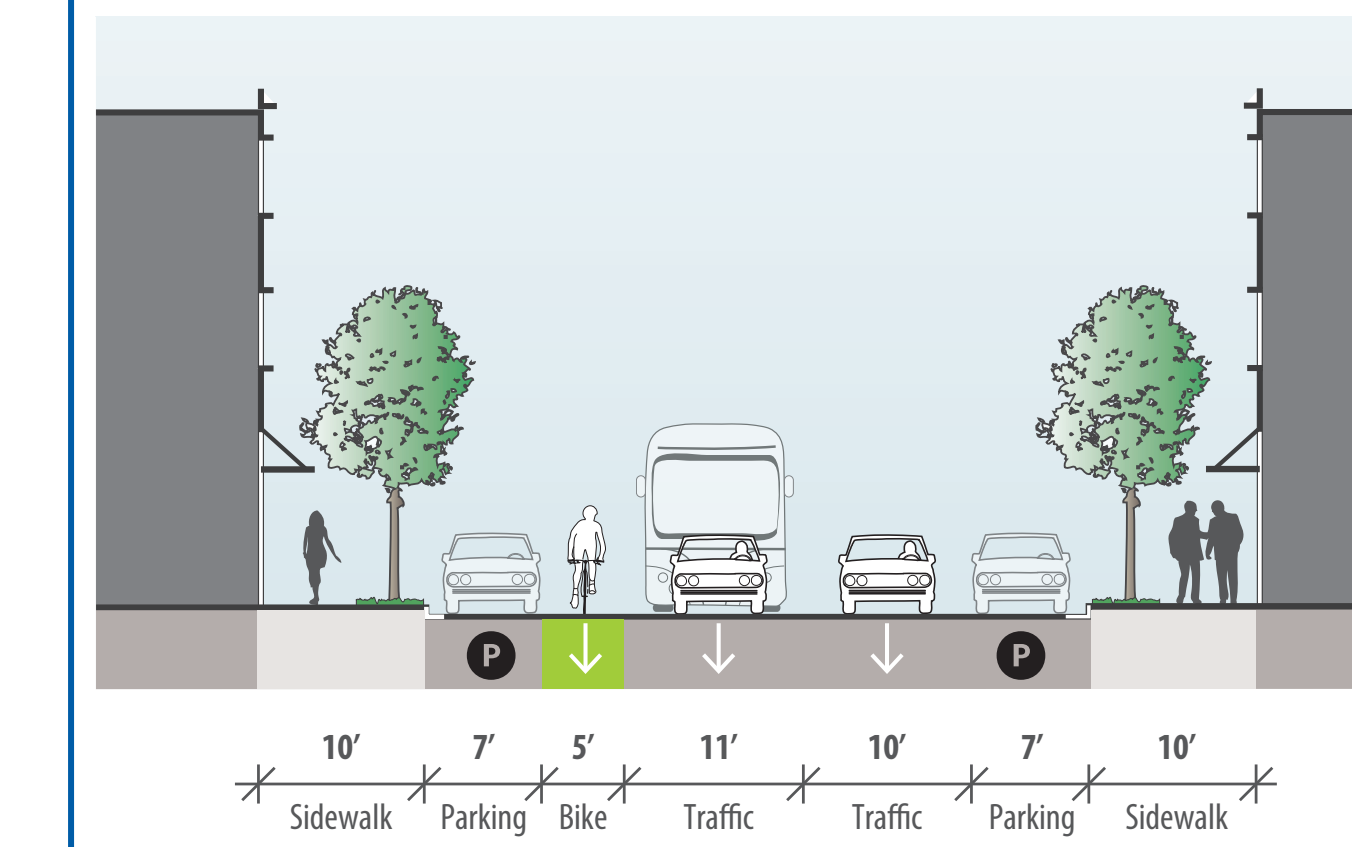 P P
10′ 7′ 5′ 11′ 10′ 7′ 10′
Sidewalk Parking Bike Traffic Traffic Parking Sidewalk